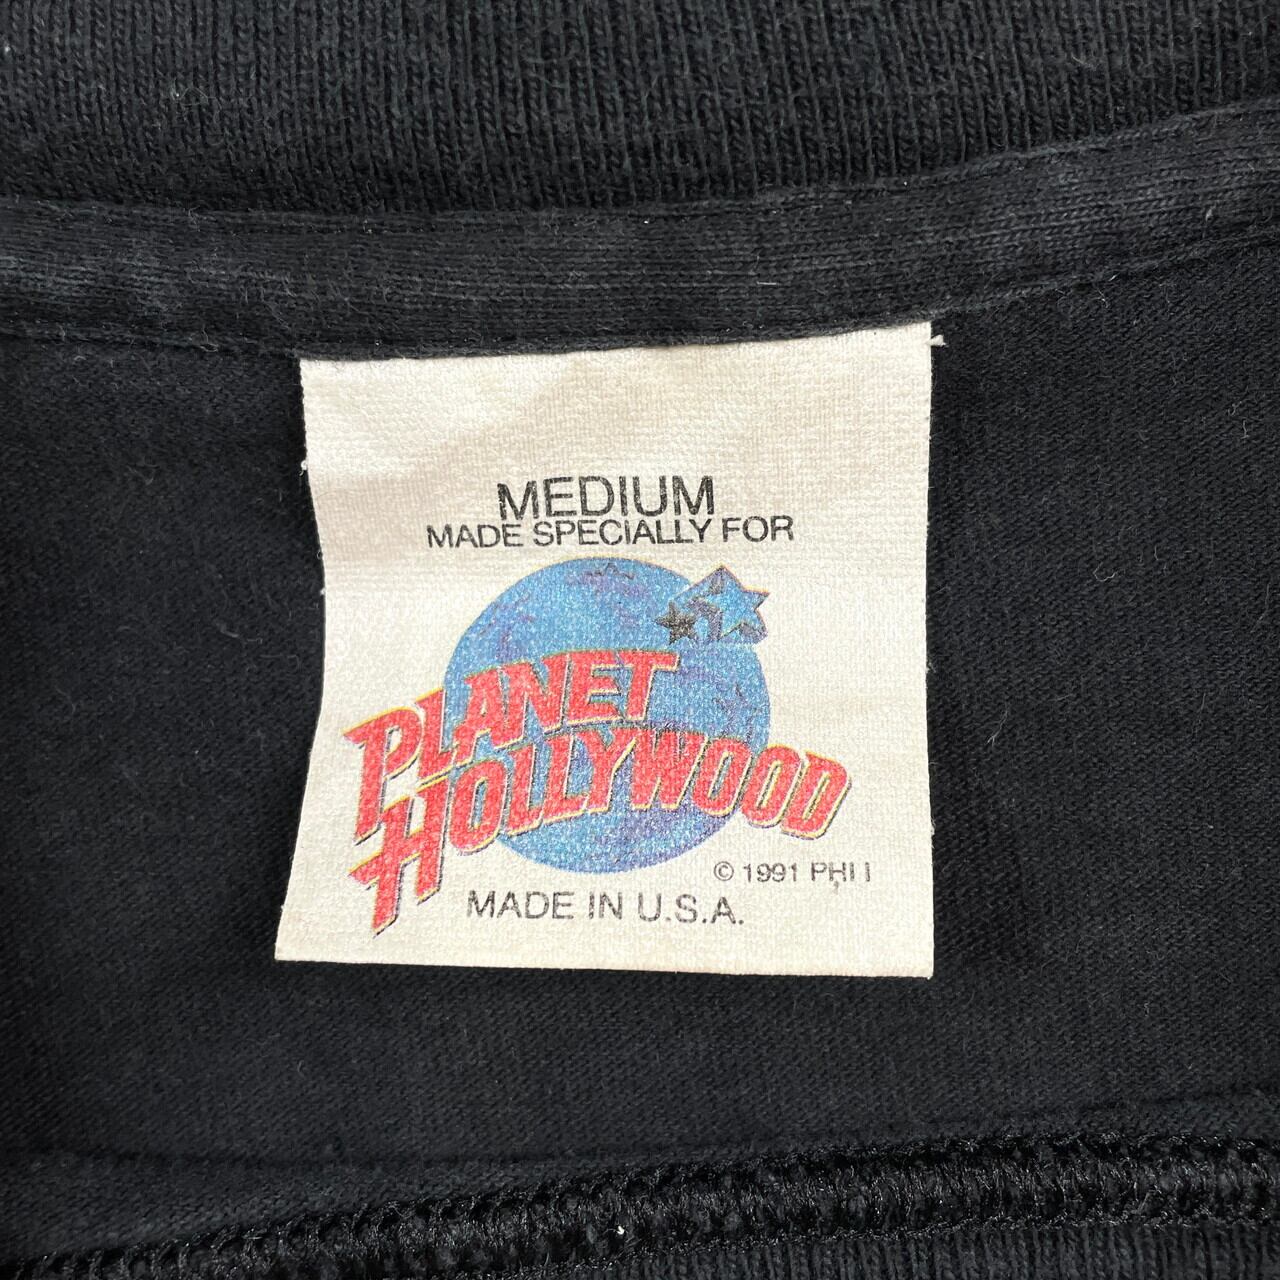 MEDIUM
MADE SPECIALLY FOR
PLANET
HOLLYWOOD
© 1991 PHI I
MADE IN U.S.A.